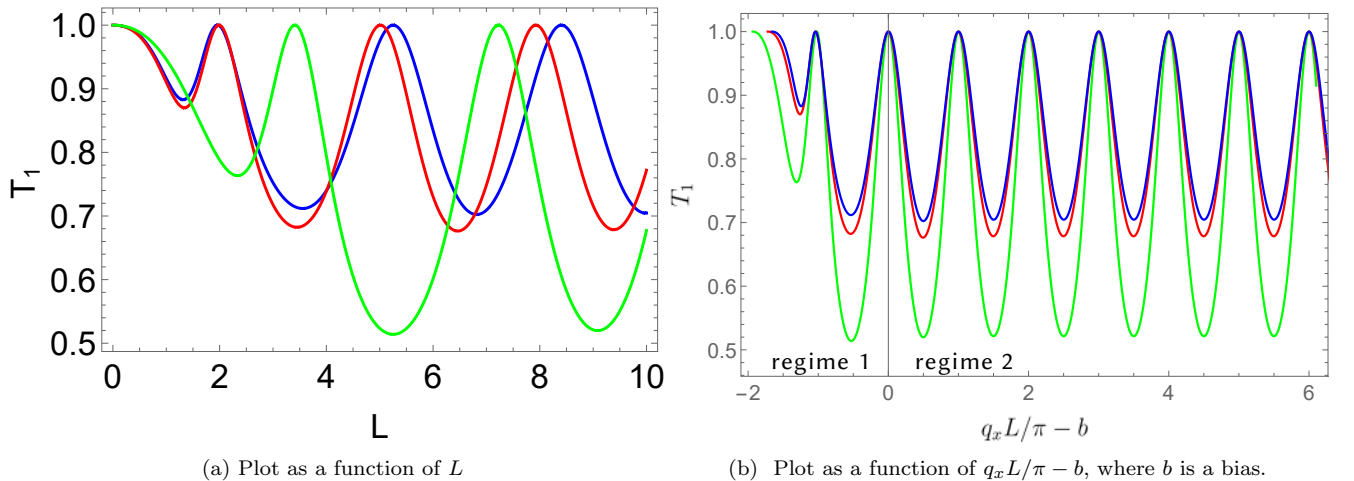 1.0
0.9
0.8
0.7
0.6
0.5
T₁
0
2
4
6
8
10
L
(a) Plot as a function of L
1.0
0.9
0.8
0.7
0.6
0.5
T₁
regime 1
regime 2
−2
0
2
4
6
qₓL/π − b
(b) Plot as a function of qₓL/π − b, where b is a bias.